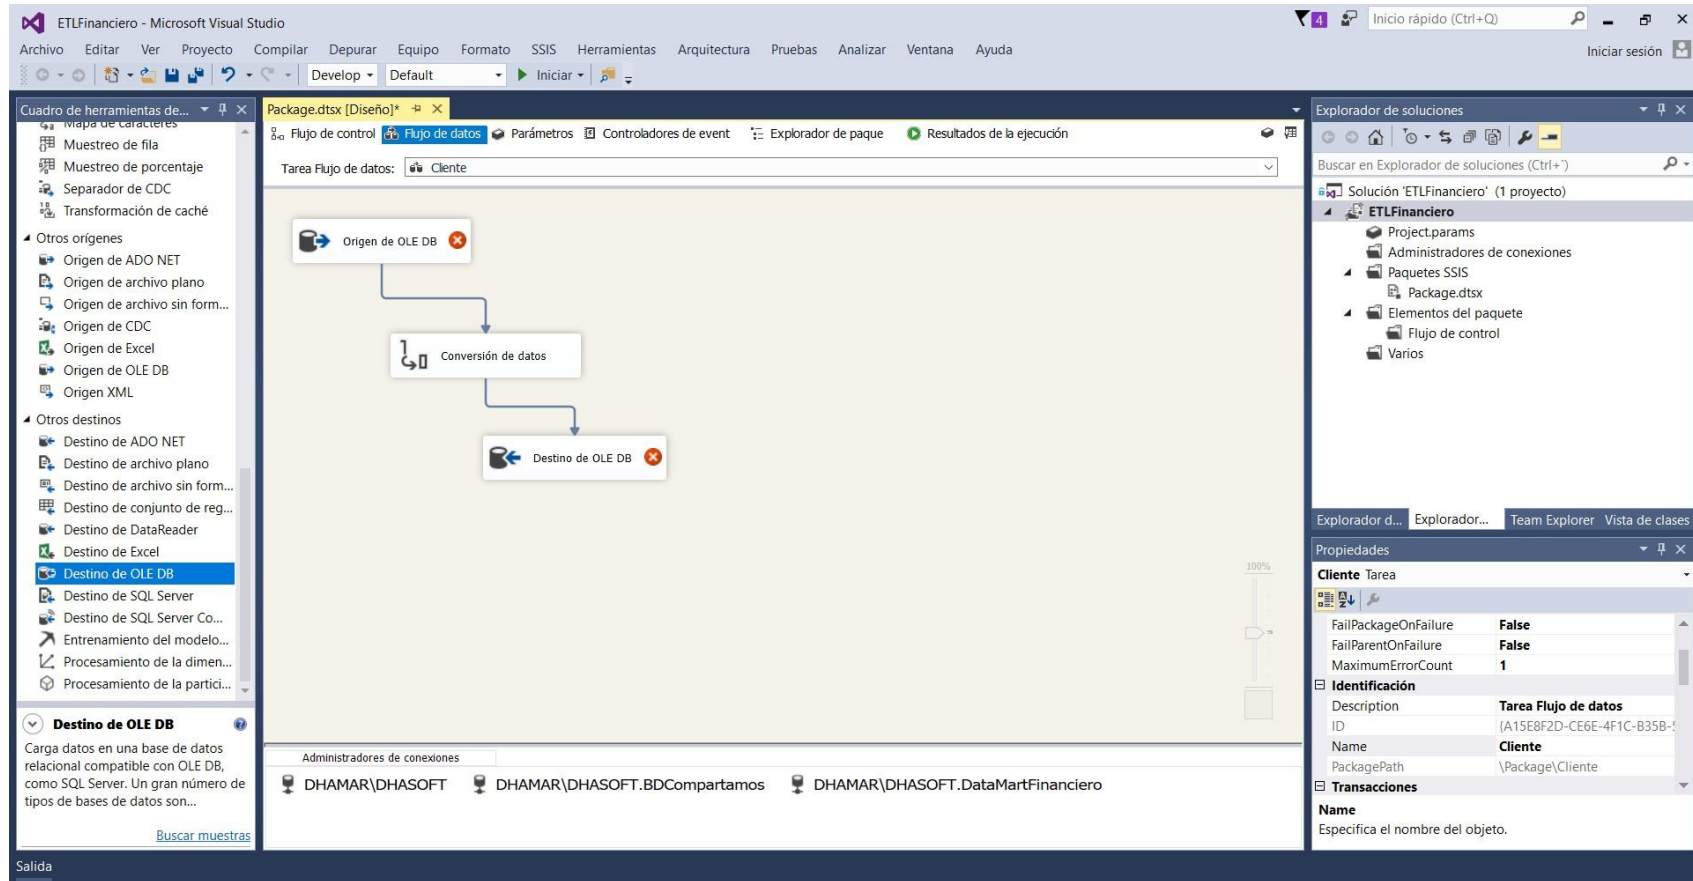 ETLFinanciero - Microsoft Visual Studio
4
Inicio rápido (Ctrl+Q)
Archivo Editar Ver Proyecto Compilar Depurar Equipo Formato SSIS Herramientas Arquitectura Pruebas Analizar Ventana Ayuda
Iniciar sesión
Develop Default Iniciar
Cuadro de herramientas de...
Mapa de caracteres
Muestreo de fila
Muestreo de porcentaje
Separador de CDC
Transformación de caché
Otros orígenes
Origen de ADO NET
Origen de archivo plano
Origen de archivo sin form...
Origen de CDC
Origen de Excel
Origen de OLE DB
Origen XML
Otros destinos
Destino de ADO NET
Destino de archivo plano
Destino de archivo sin form...
Destino de conjunto de reg...
Destino de DataReader
Destino de Excel
Destino de OLE DB
Destino de SQL Server
Destino de SQL Server Co...
Entrenamiento del modelo...
Procesamiento de la dimen...
Procesamiento de la partici...
Destino de OLE DB
Carga datos en una base de datos
relacional compatible con OLE DB,
como SQL Server. Un gran número de
tipos de bases de datos son...
Buscar muestras
Salida
Package.dtsx [Diseño]*
Flujo de control Flujo de datos Parámetros Controladores de event Explorador de paque Resultados de la ejecución
Tarea Flujo de datos: Cliente
Origen de OLE DB
Conversión de datos
Destino de OLE DB
100%
Administradores de conexiones
DHAMAR\DHASOFT DHAMAR\DHASOFT.BDCompartamos DHAMAR\DHASOFT.DataMartFinanciero
Explorador de soluciones
Buscar en Explorador de soluciones (Ctrl+¨)
Solución 'ETLFinanciero' (1 proyecto)
ETLFinanciero
Project.params
Administradores de conexiones
Paquetes SSIS
Package.dtsx
Elementos del paquete
Flujo de control
Varios
Explorador d... Explorador... Team Explorer Vista de clases
Propiedades
Cliente Tarea
FailPackageOnFailure False
FailParentOnFailure False
MaximumErrorCount 1
Identificación
Description Tarea Flujo de datos
ID {A15E8F2D-CE6E-4F1C-B35B-
Name Cliente
PackagePath \Package\Cliente
Transacciones
Name
Especifica el nombre del objeto.